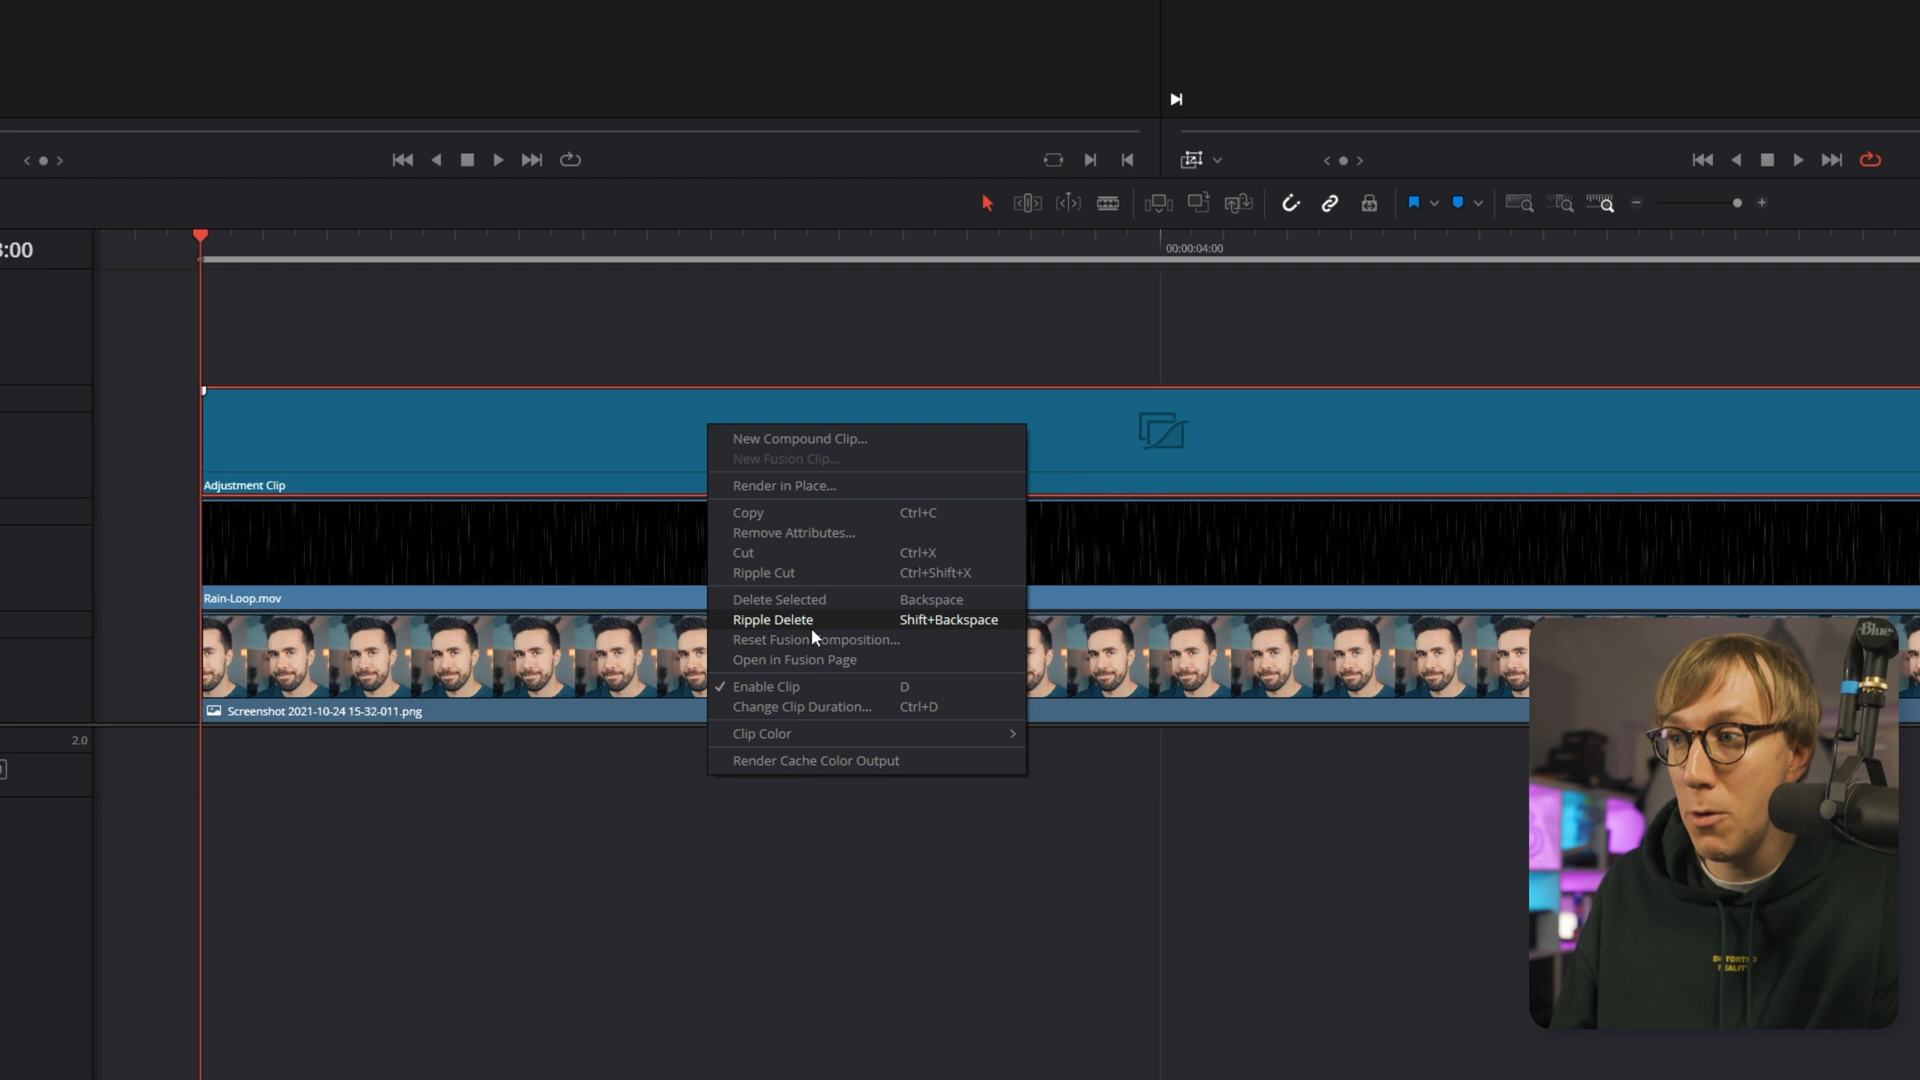 3:00
00:00:04:00
New Compound Clip...
New Fusion Clip...
Render in Place...
Copy Ctrl+C
Remove Attributes...
Cut Ctrl+X
Ripple Cut Ctrl+Shift+X
Delete Selected Backspace
Ripple Delete Shift+Backspace
Reset Fusion Composition...
Open in Fusion Page
Enable Clip D
Change Clip Duration... Ctrl+D
Clip Color
Render Cache Color Output
Adjustment Clip
Rain-Loop.mov
Screenshot 2021-10-24 15-32-011.png
2.0
Blue